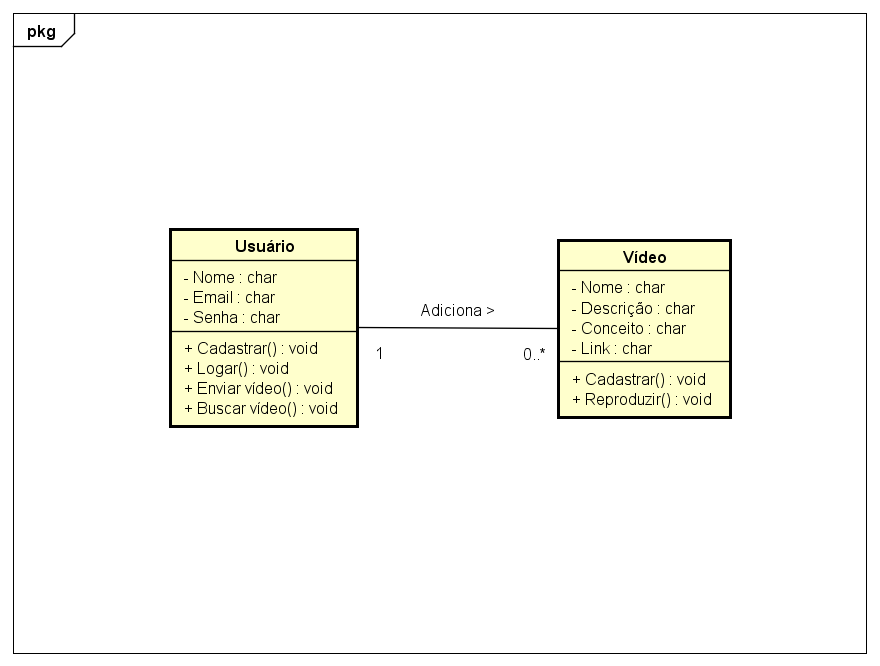 pkg
Usuário
- Nome : char
- Email : char
- Senha : char
+ Cadastrar() : void
+ Logar() : void
+ Enviar vídeo() : void
+ Buscar vídeo() : void
Adiciona >
1
0..*
Vídeo
- Nome : char
- Descrição : char
- Conceito : char
- Link : char
+ Cadastrar() : void
+ Reproduzir() : void